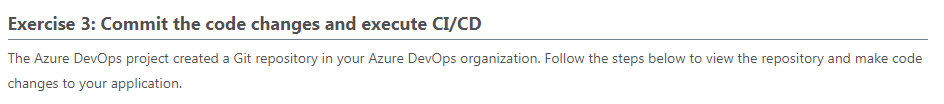 Exercise 3: Commit the code changes and execute CI/CD
The Azure DevOps project created a Git repository in your Azure DevOps organization. Follow the steps below to view the repository and make code
changes to your application.